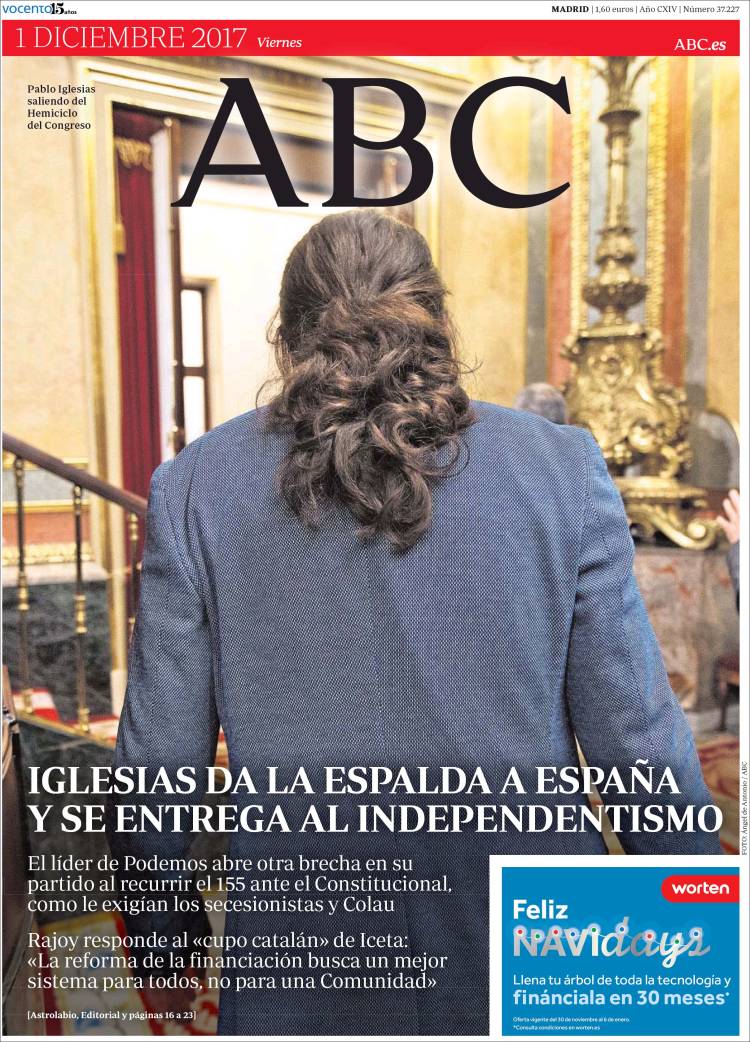 vocento 15 años
MADRID | 1,60 euros | Año CXIV | Número 37.227
1 DICIEMBRE 2017 Viernes
ABC.es
Pablo Iglesias
saliendo del
Hemiciclo
del Congreso
ABC
IGLESIAS DA LA ESPALDA A ESPAÑA
Y SE ENTREGA AL INDEPENDENTISMO
El líder de Podemos abre otra brecha en su
partido al recurrir el 155 ante el Constitucional,
como le exigían los secesionistas y Colau
Rajoy responde al «cupo catalán» de Iceta:
«La reforma de la financiación busca un mejor
sistema para todos, no para una Comunidad»
[Astrolabio, Editorial y páginas 16 a 23]
FOTO: Ángel de Antonio / ABC
worten
Feliz
NAVIdays
Llena tu árbol de toda la tecnología y
fináncIala en 30 meses*
Oferta vigente del 30 de noviembre al 6 de enero.
*Consulta condiciones en worten.es